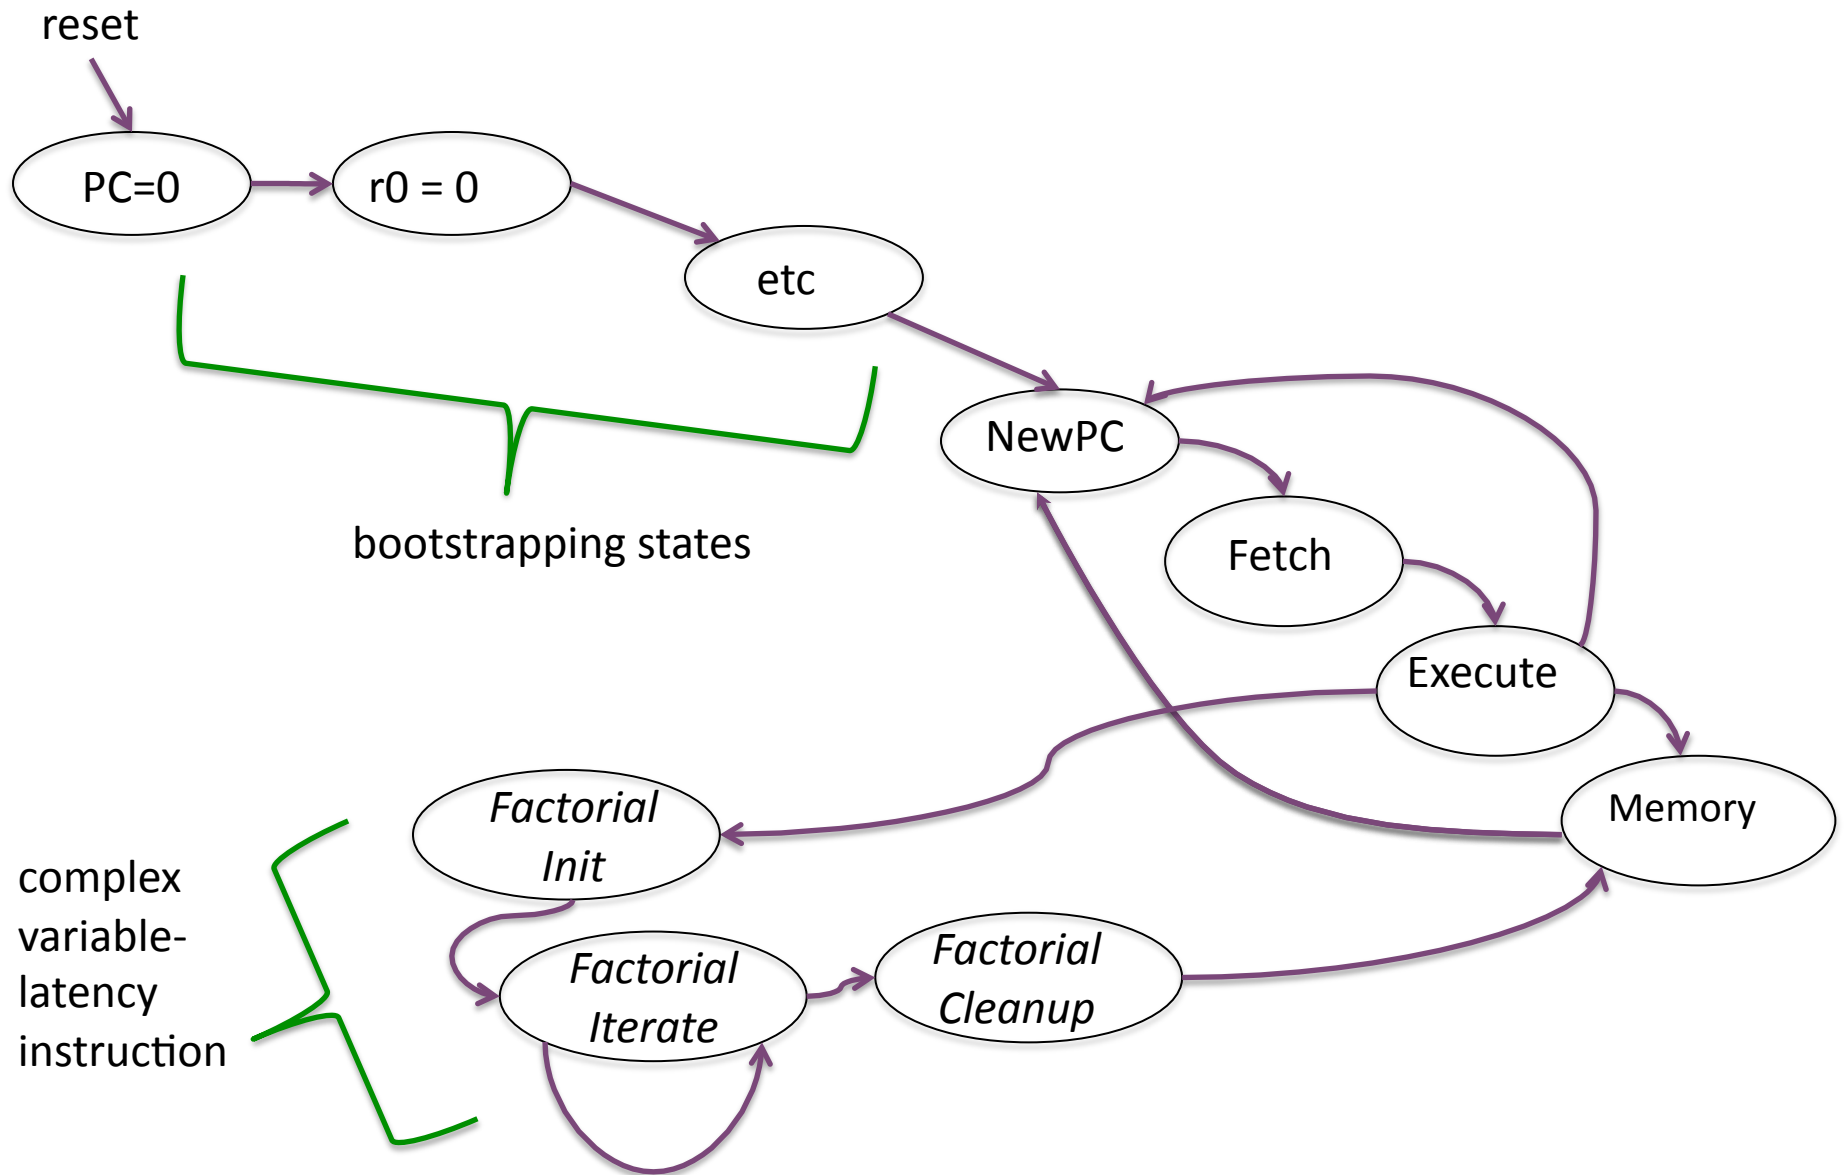 reset
PC=0
r0 = 0
etc
NewPC
bootstrapping states
Fetch
Execute
Memory
Factorial
Init
complex
variable-
latency
instruction
Factorial
Iterate
Factorial
Cleanup